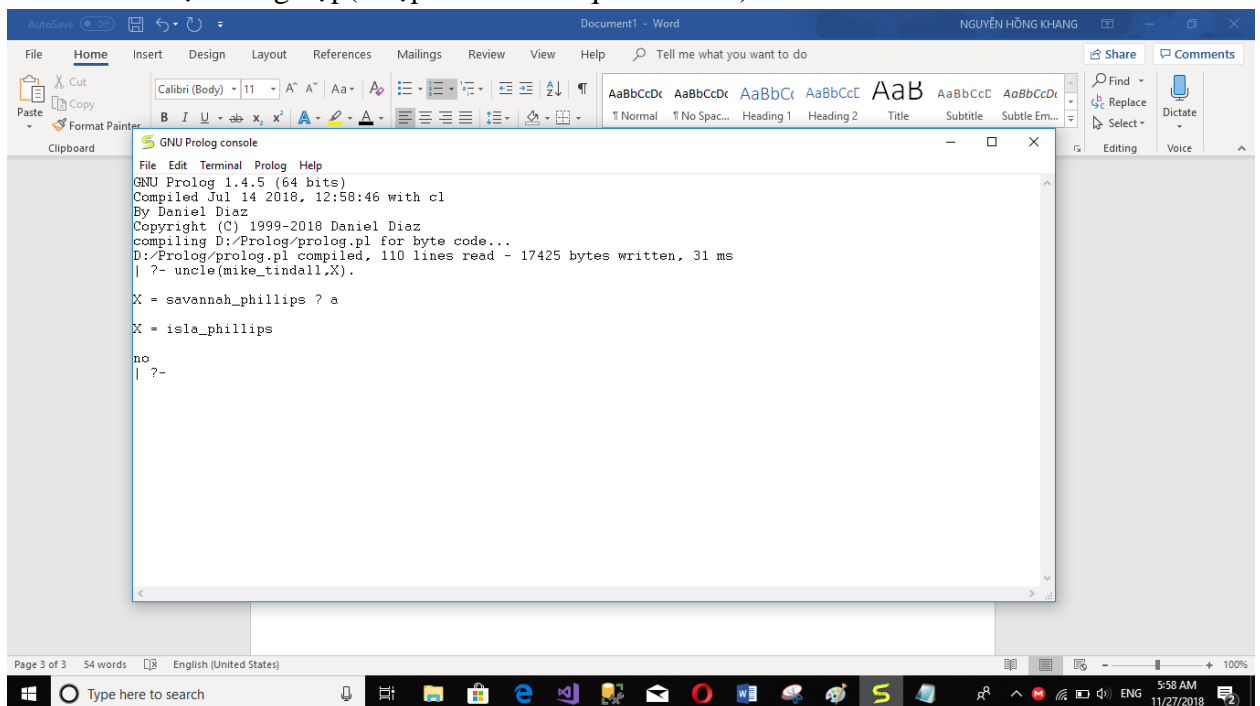 AutoSave Off Document1 - Word NGUYỄN HỒNG KHANG
File Home Insert Design Layout References Mailings Review View Help Tell me what you want to do Share Comments
Cut
Copy
Paste
Format Painter
Clipboard
Calibri (Body) 11
AaBbCcDc AaBbCcDc AaBbC( AaBbCcE AaB AaBbCcD AaBbCcDc
¶ Normal ¶ No Spac... Heading 1 Heading 2 Title Subtitle Subtle Em...
Find
Replace
Select
Editing
Dictate
Voice
GNU Prolog console
File Edit Terminal Prolog Help
GNU Prolog 1.4.5 (64 bits)
Compiled Jul 14 2018, 12:58:46 with cl
By Daniel Diaz
Copyright (C) 1999-2018 Daniel Diaz
compiling D:/Prolog/prolog.pl for byte code...
D:/Prolog/prolog.pl compiled, 110 lines read - 17425 bytes written, 31 ms
| ?- uncle(mike_tindall,X).
X = savannah_phillips ? a
X = isla_phillips
no
| ?-
Page 3 of 3 54 words English (United States) 100%
Type here to search ENG 5:58 AM
11/27/2018